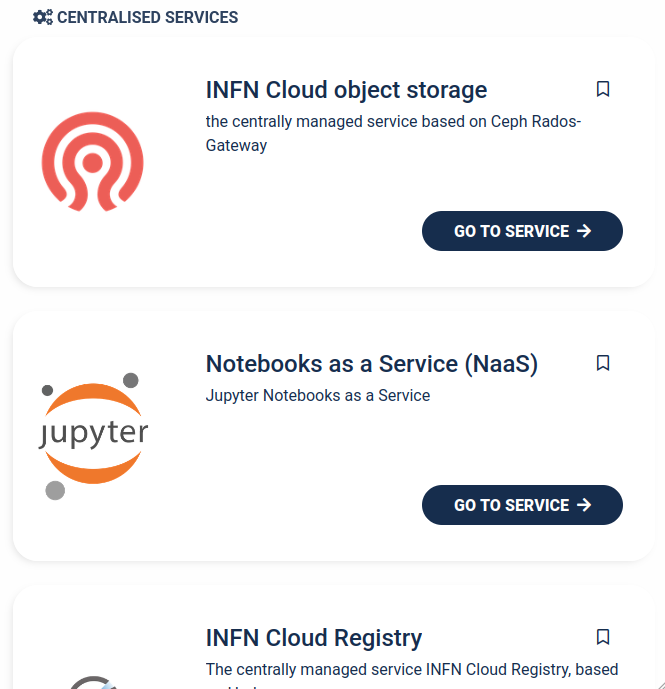 CENTRALISED SERVICES
INFN Cloud object storage
the centrally managed service based on Ceph Rados-
Gateway
GO TO SERVICE
Notebooks as a Service (NaaS)
Jupyter Notebooks as a Service
jupyter
GO TO SERVICE
INFN Cloud Registry
The centrally managed service INFN Cloud Registry, based